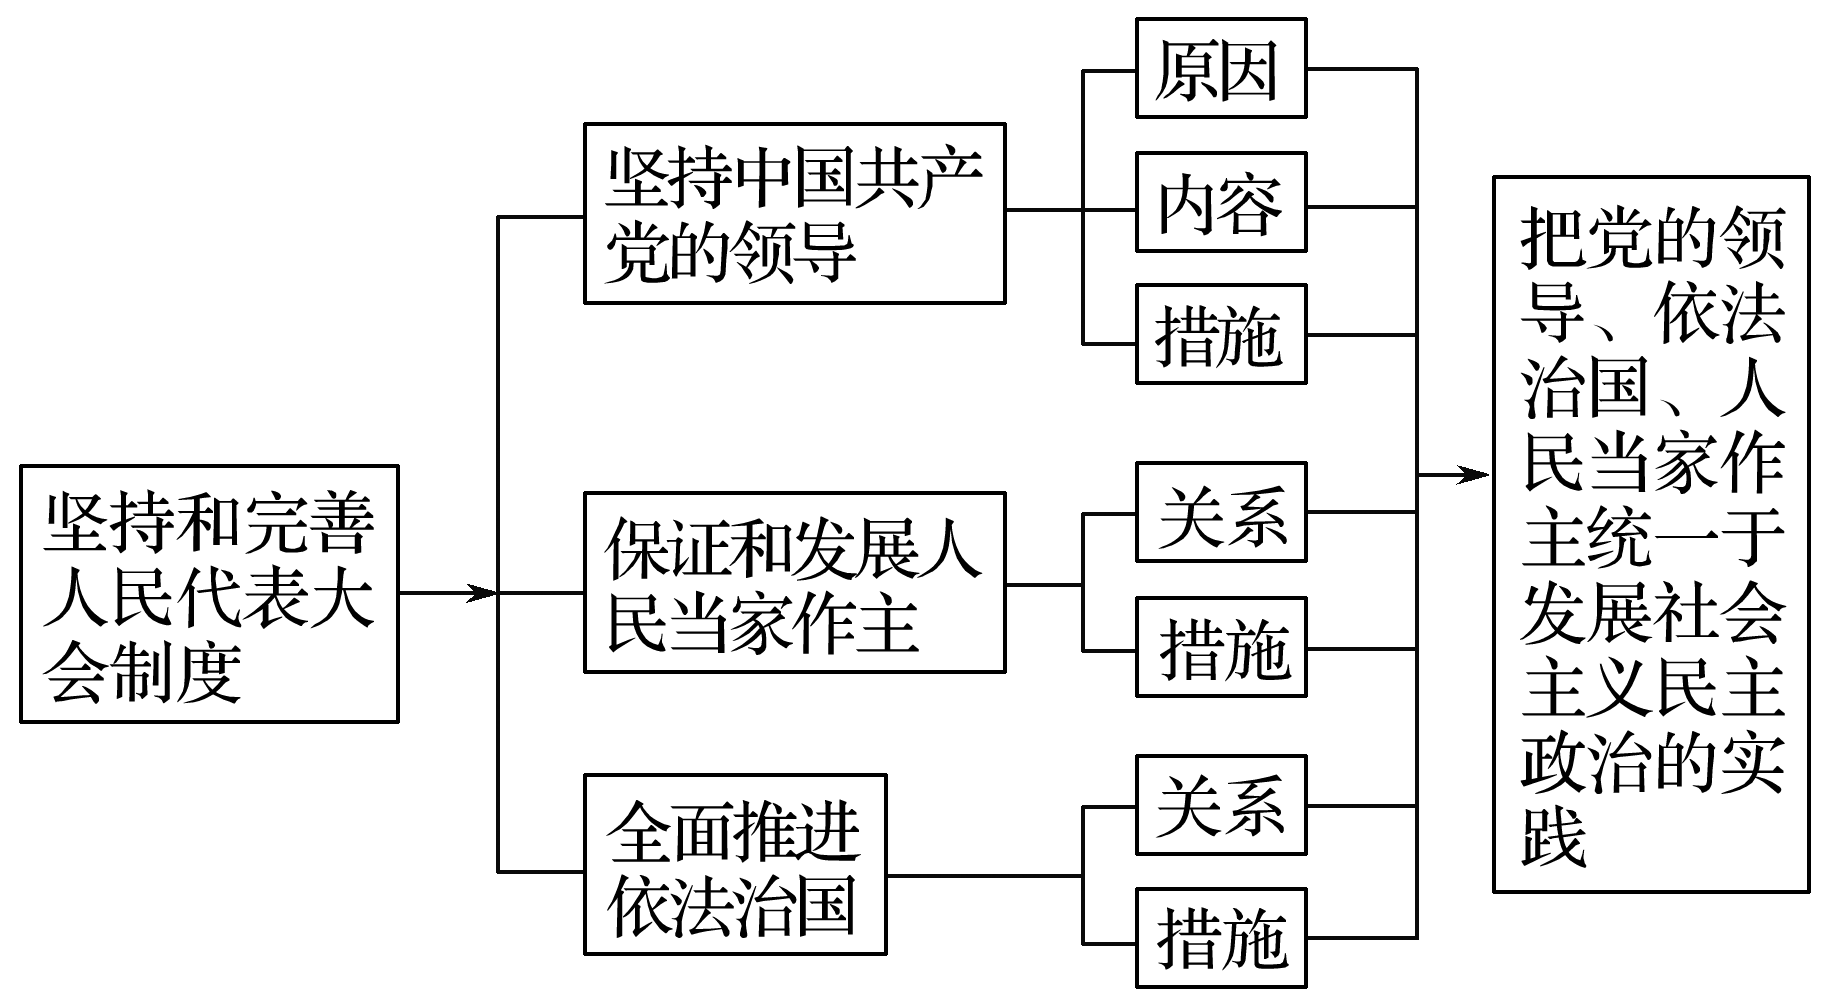 坚持和完善
人民代表大
会制度
坚持中国共产
党的领导
原因
内容
措施
保证和发展人
民当家作主
关系
措施
全面推进
依法治国
关系
措施
把党的领
导、依法
治国、人
民当家作
主统一于
发展社会
主义民主
政治的实
践